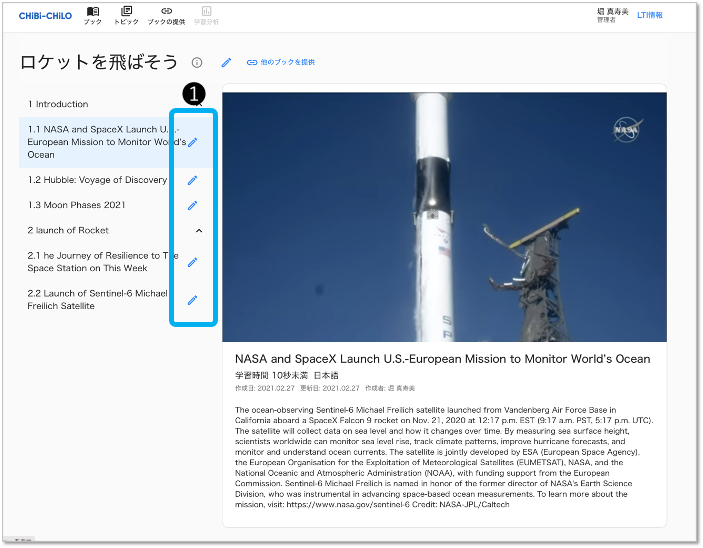 CHiBi-CHiLO
ブック
トピック
ブックの提供
学習分析
堀 真寿美
管理者
LTI情報
ロケットを飛ばそう
他のブックを提供
1
1 Introduction
1.1 NASA and SpaceX Launch U.S.-
European Mission to Monitor World's
Ocean
1.2 Hubble: Voyage of Discovery
1.3 Moon Phases 2021
2 launch of Rocket
2.1 he Journey of Resilience to The
Space Station on This Week
2.2 Launch of Sentinel-6 Michael
Freilich Satellite
NASA
NASA and SpaceX Launch U.S.-European Mission to Monitor World's Ocean
学習時間 10秒未満 日本語
作成日: 2021.02.27 更新日: 2021.02.27 作成者: 堀 真寿美
The ocean-observing Sentinel-6 Michael Freilich satellite launched from Vandenberg Air Force Base in
California aboard a SpaceX Falcon 9 rocket on Nov. 21, 2020 at 12:17 p.m. EST (9:17 a.m. PST, 5:17 p.m. UTC).
The satellite will collect data on sea level and how it changes over time. By measuring sea surface height,
scientists worldwide can monitor sea level rise, track climate patterns, improve hurricane forecasts, and
monitor and understand ocean currents. The satellite is jointly developed by ESA (European Space Agency),
the European Organisation for the Exploitation of Meteorological Satellites (EUMETSAT), NASA, and the
National Oceanic and Atmospheric Administration (NOAA), with funding support from the European
Commission. Sentinel-6 Michael Freilich is named in honor of the former director of NASA's Earth Science
Division, who was instrumental in advancing space-based ocean measurements. To learn more about the
mission, visit: https://www.nasa.gov/sentinel-6 Credit: NASA-JPL/Caltech